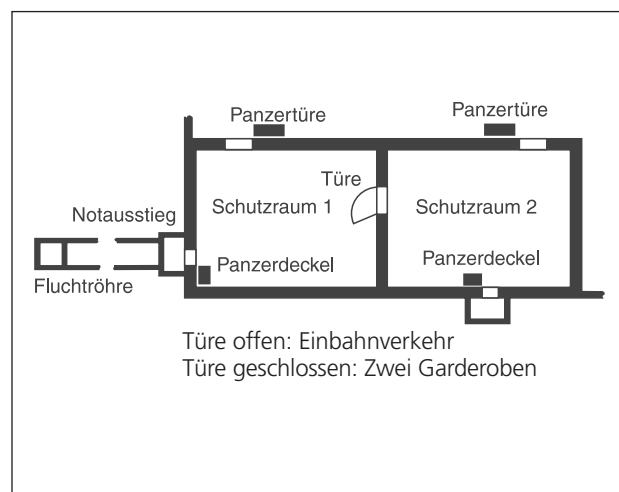 Panzertüre
Panzertüre
Türe
Notausstieg
Schutzraum 1
Schutzraum 2
Panzerdeckel
Panzerdeckel
Fluchtröhre
Türe offen: Einbahnverkehr
Türe geschlossen: Zwei Garderoben